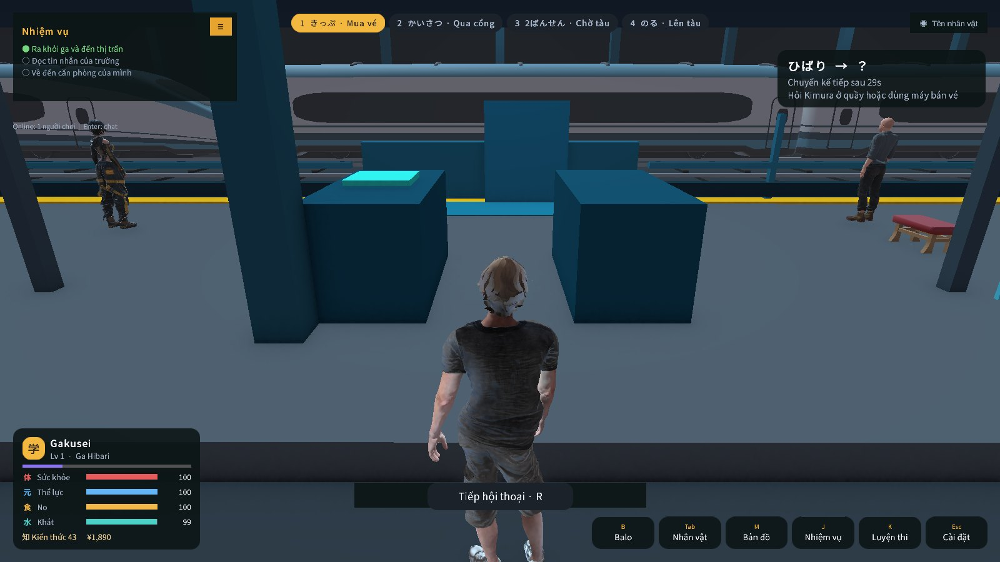 Nhiệm vụ
☰
Ra khỏi ga và đến thị trấn
Đọc tin nhắn của trường
Về đến căn phòng của mình
Online: 1 người chơi | Enter: chat
1 きっぷ · Mua vé
2 かいさつ · Qua cổng
3 2ばんせん · Chờ tàu
4 のる · Lên tàu
◉ Tên nhân vật
ひばり → ？
Chuyến kế tiếp sau 29s
Hỏi Kimura ở quầy hoặc dùng máy bán vé
学
Gakusei
Lv 1 · Ga Hibari
体 Sức khỏe 100
元 Thể lực 100
食 No 100
水 Khát 99
知 Kiến thức 43 ¥1,890
Tiếp hội thoại · R
B
Balo
Tab
Nhân vật
M
Bản đồ
J
Nhiệm vụ
K
Luyện thi
Esc
Cài đặt